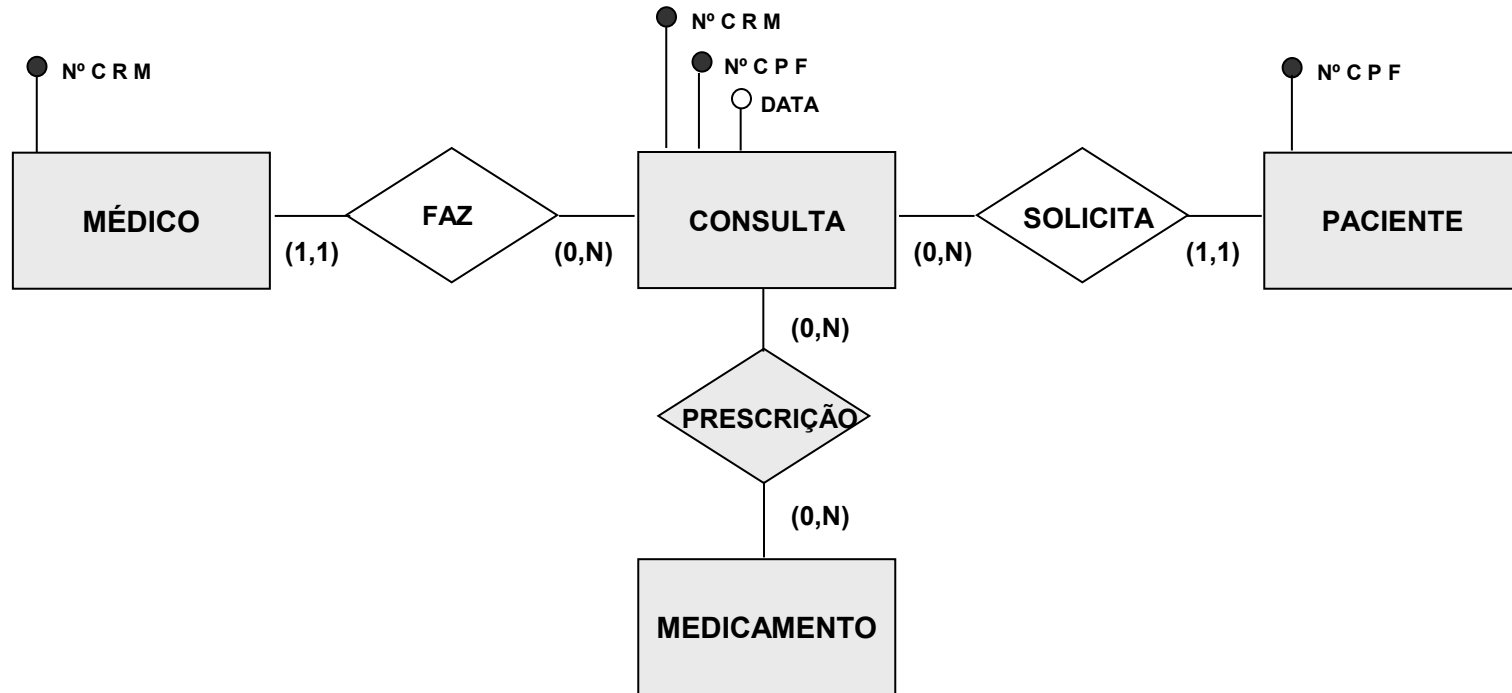 Nº C R M
Nº C P F
DATA
Nº C R M
Nº C P F
MÉDICO
FAZ
CONSULTA
SOLICITA
PACIENTE
(1,1)
(0,N)
(0,N)
(1,1)
(0,N)
PRESCRIÇÃO
(0,N)
MEDICAMENTO